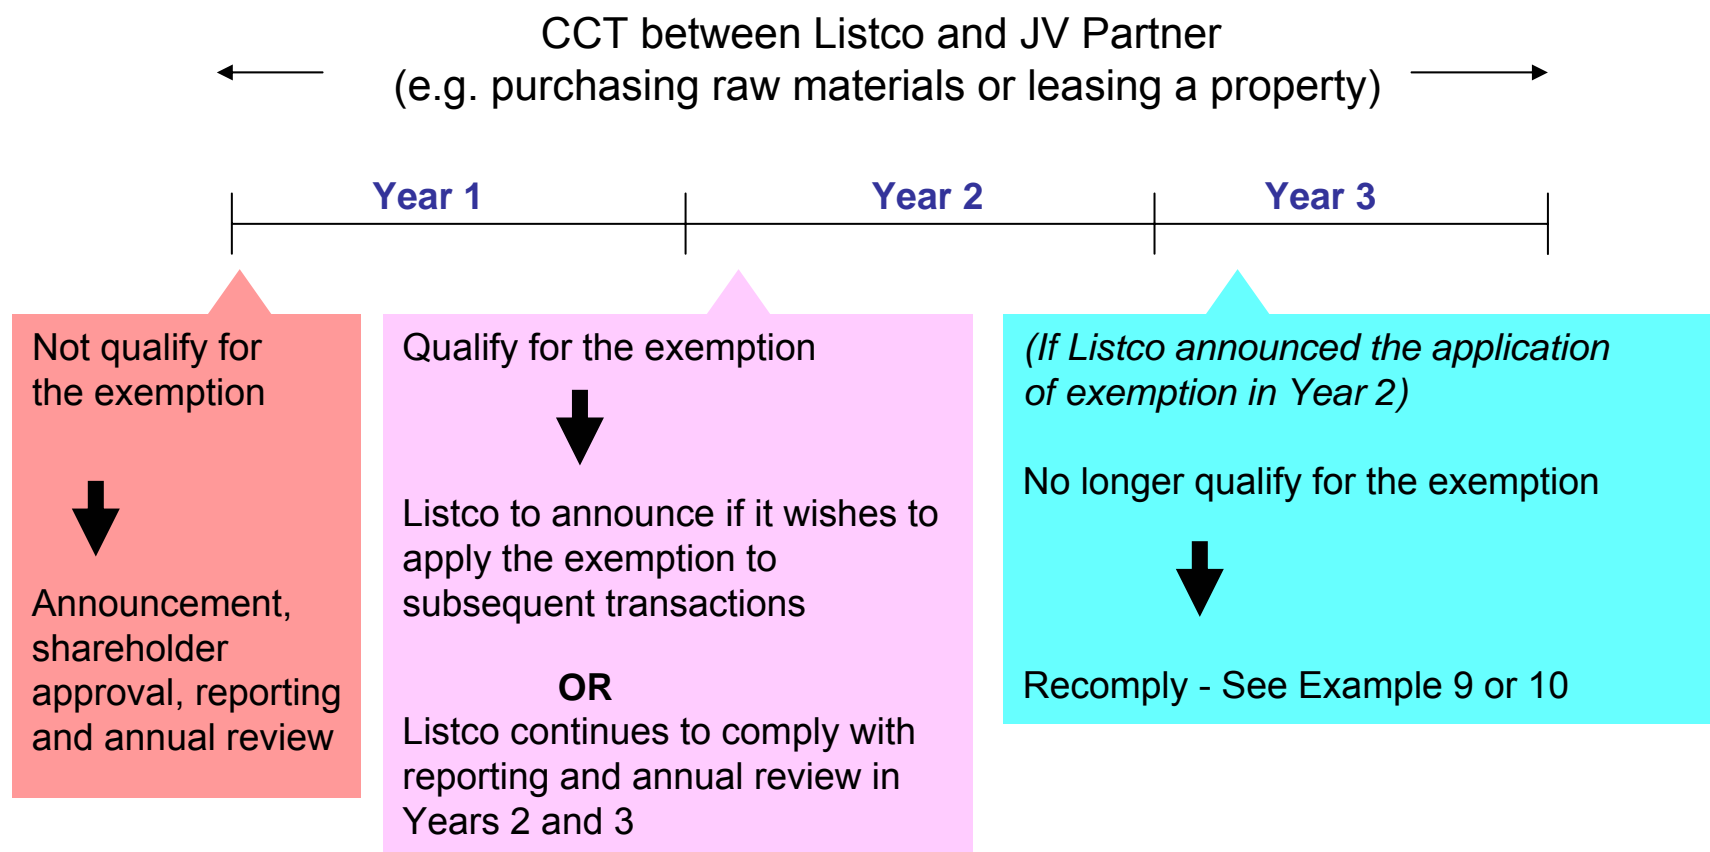 CCT between Listco and JV Partner
(e.g. purchasing raw materials or leasing a property)
Year 1
Year 2
Year 3
Not qualify for
the exemption
Announcement,
shareholder
approval, reporting
and annual review
Qualify for the exemption
Listco to announce if it wishes to
apply the exemption to
subsequent transactions
OR
Listco continues to comply with
reporting and annual review in
Years 2 and 3
(If Listco announced the application
of exemption in Year 2)
No longer qualify for the exemption
Recomply - See Example 9 or 10